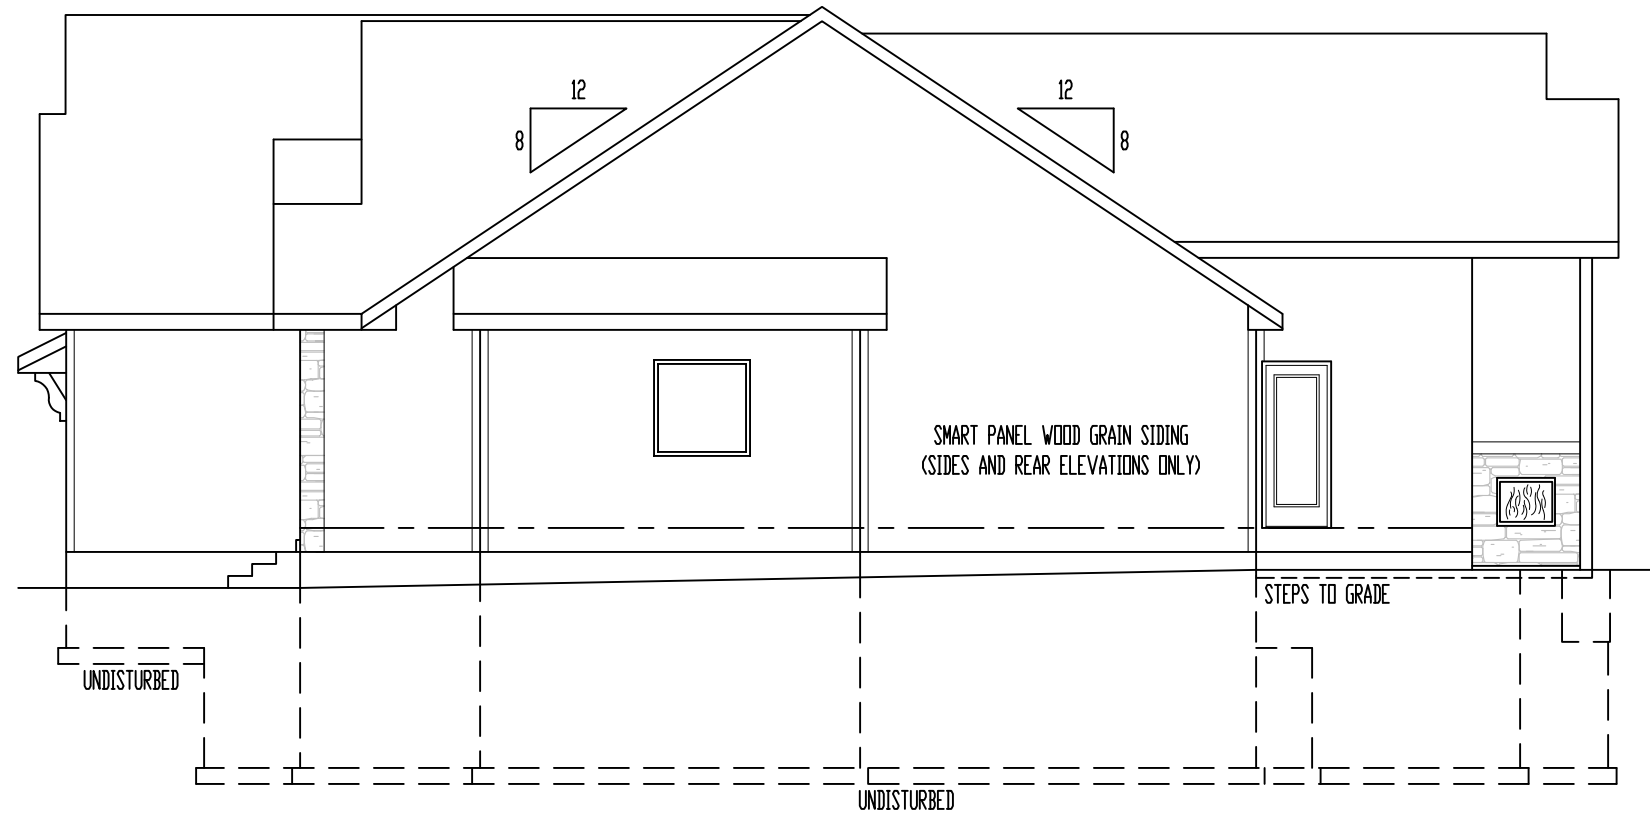 12
12
8
8
SMART PANEL WOOD GRAIN SIDING
(SIDES AND REAR ELEVATIONS ONLY)
STEPS TO GRADE
UNDISTURBED
UNDISTURBED